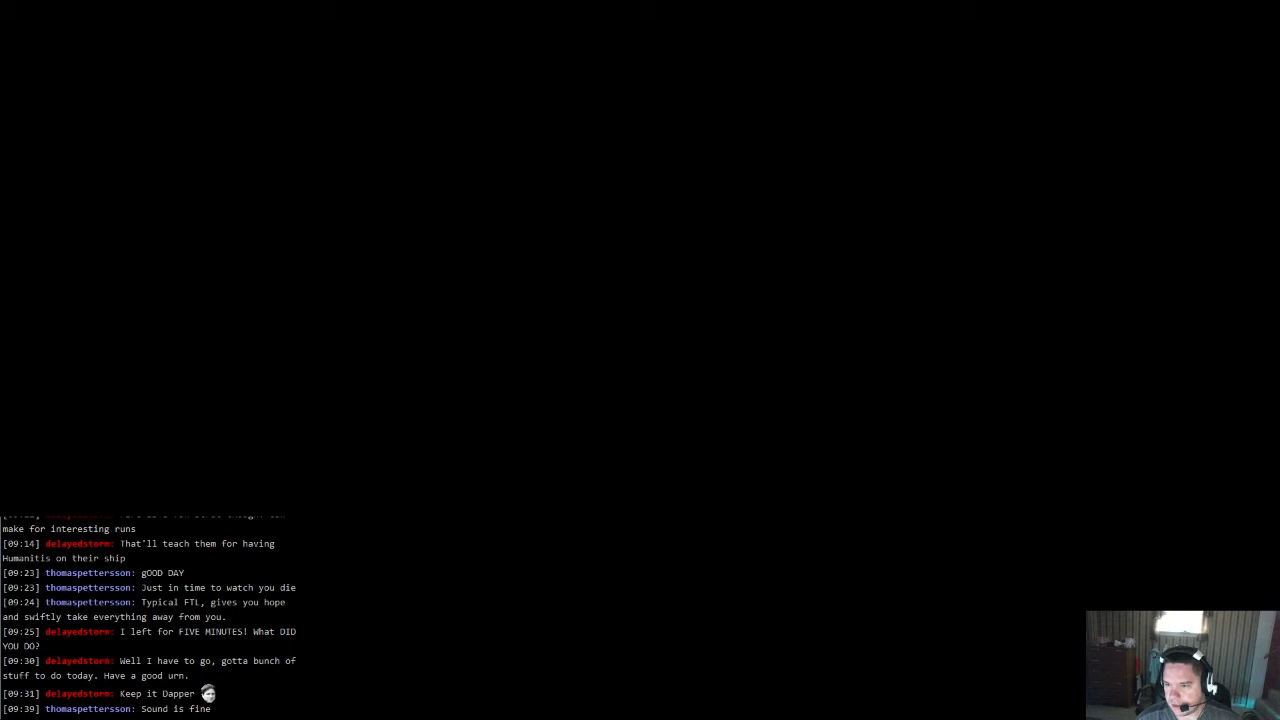 make for interesting runs
[09:14] delayedstorm: That'll teach them for having
Humanitis on their ship
[09:23] thomaspettersson: gOOD DAY
[09:23] thomaspettersson: Just in time to watch you die
[09:24] thomaspettersson: Typical FTL, gives you hope
and swiftly take everything away from you.
[09:25] delayedstorm: I left for FIVE MINUTES! What DID
YOU DO?
[09:30] delayedstorm: Well I have to go, gotta bunch of
stuff to do today. Have a good urn.
[09:31] delayedstorm: Keep it Dapper
[09:39] thomaspettersson: Sound is fine